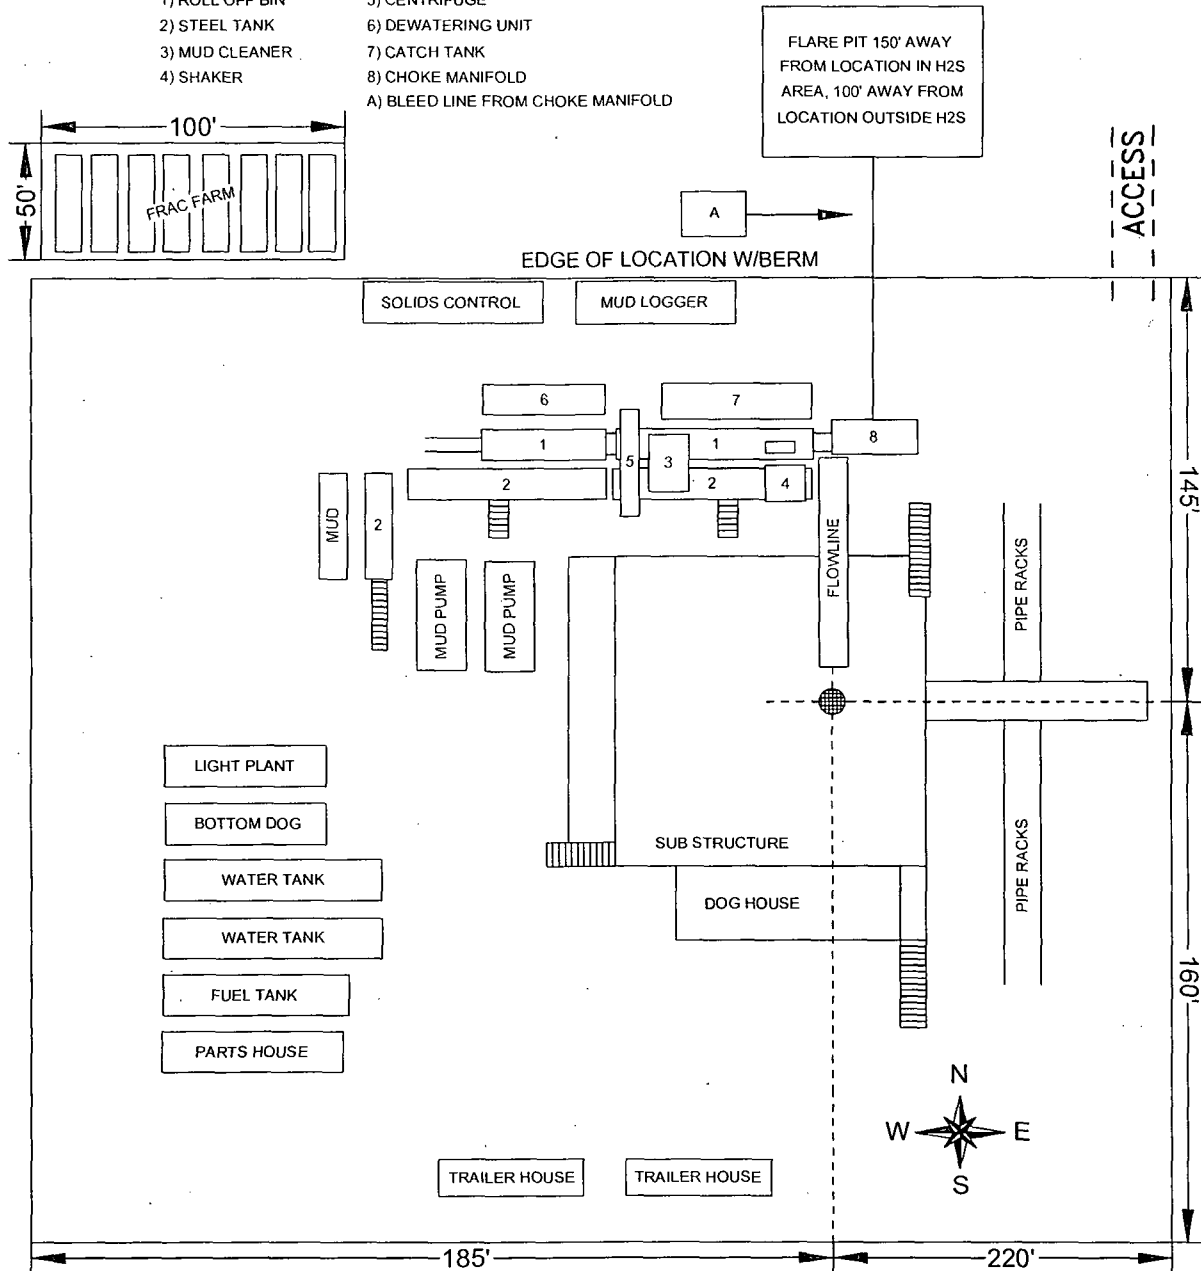 1) ROLL OFF BIN
5) CENTRIFUGE
2) STEEL TANK
6) DEWATERING UNIT
3) MUD CLEANER
7) CATCH TANK
4) SHAKER
8) CHOKE MANIFOLD
A) BLEED LINE FROM CHOKE MANIFOLD
FLARE PIT 150' AWAY
FROM LOCATION IN H2S
AREA, 100' AWAY FROM
LOCATION OUTSIDE H2S
100'
50'
FRAC FARM
ACCESS
A
EDGE OF LOCATION W/BERM
SOLIDS CONTROL
MUD LOGGER
6
7
1
1
8
5
3
2
2
4
MUD
2
145'
FLOWLINE
MUD PUMP
MUD PUMP
PIPE RACKS
LIGHT PLANT
BOTTOM DOG
SUB STRUCTURE
WATER TANK
DOG HOUSE
PIPE RACKS
WATER TANK
FUEL TANK
160'
PARTS HOUSE
N
W
E
S
TRAILER HOUSE
TRAILER HOUSE
185'
220'